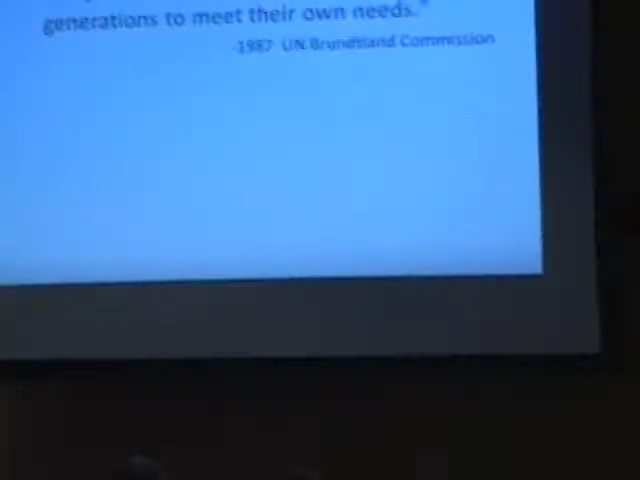 generations to meet their own needs."
-1987 UN Brundtland Commission